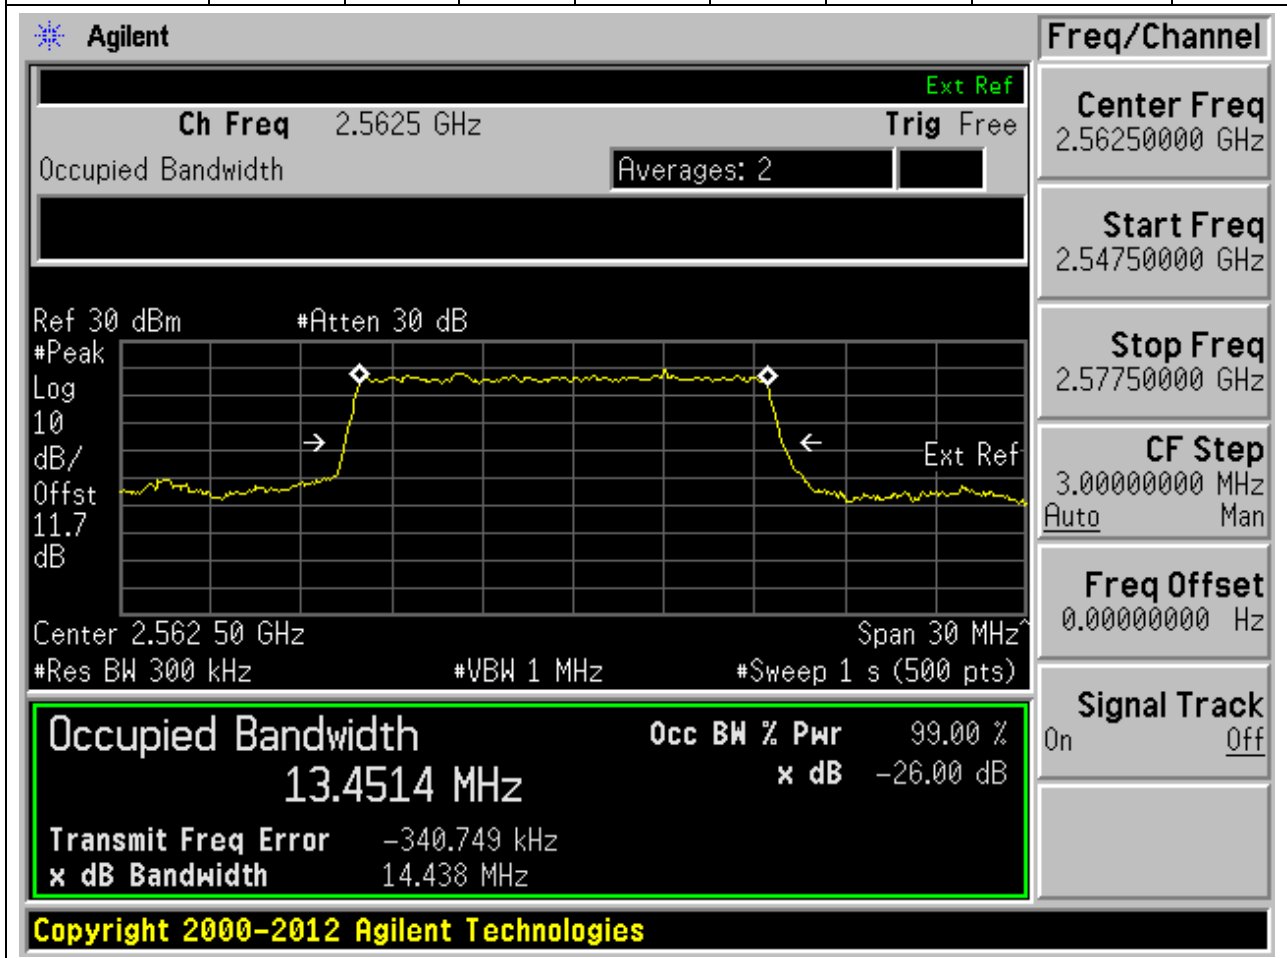 Agilent
Freq/Channel
Ext Ref
Ch Freq 2.5625 GHz Trig Free
Occupied Bandwidth Averages: 2
Center Freq
2.56250000 GHz
Start Freq
2.54750000 GHz
Stop Freq
2.57750000 GHz
CF Step
3.00000000 MHz
Auto Man
Freq Offset
0.00000000 Hz
Signal Track
On Off
Ref 30 dBm #Atten 30 dB
#Peak
Log
10
dB/
Offst
11.7
dB
Ext Ref
Center 2.562 50 GHz Span 30 MHz^
#Res BW 300 kHz #VBW 1 MHz #Sweep 1 s (500 pts)
Occupied Bandwidth
13.4514 MHz
Occ BW % Pwr 99.00 %
x dB -26.00 dB
Transmit Freq Error -340.749 kHz
x dB Bandwidth 14.438 MHz
Copyright 2000-2012 Agilent Technologies